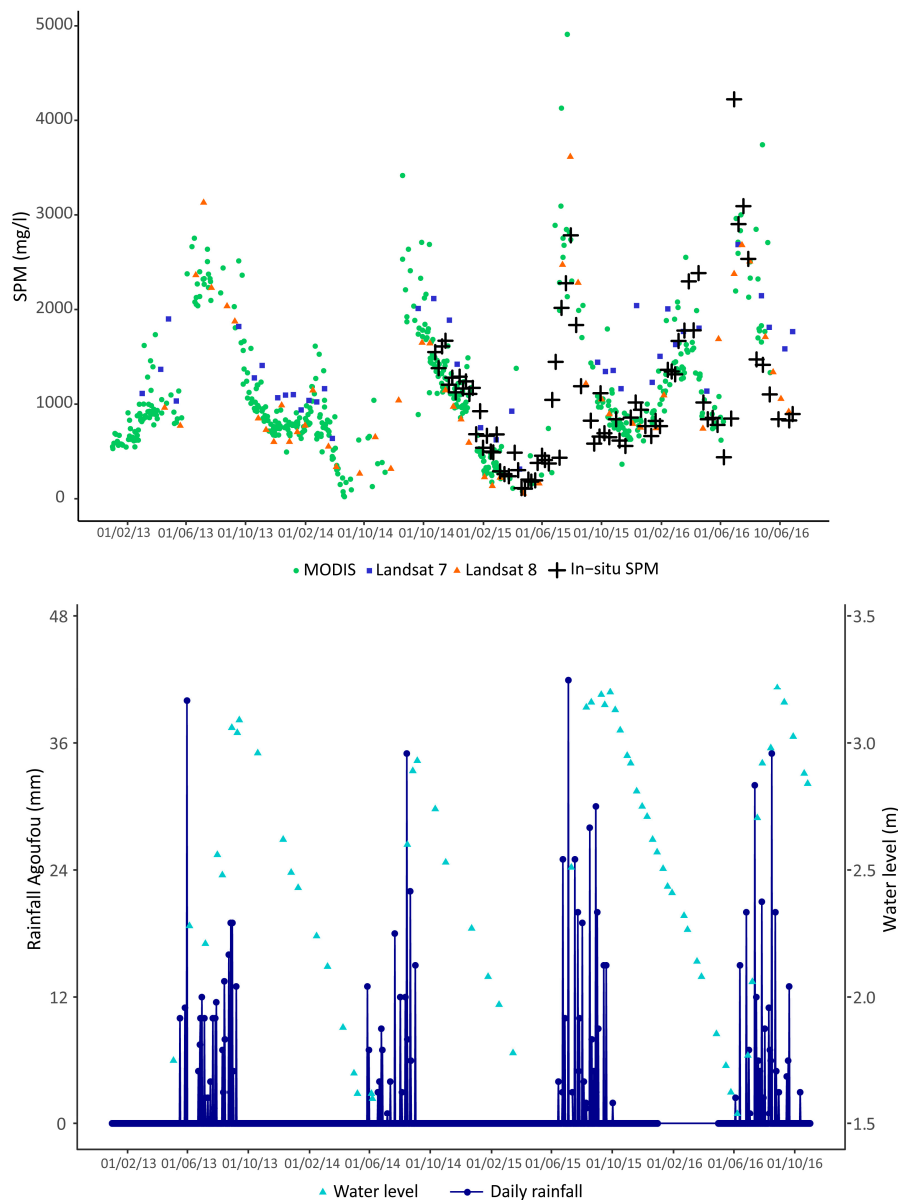 5000
4000
3000
2000
1000
0
SPM (mg/l)
01/02/13 01/06/13 01/10/13 01/02/14 01/10/14 01/10/14 01/02/15 01/06/15 01/10/15 01/02/16 01/06/16 10/06/16
MODIS Landsat 7 Landsat 8 In-situ SPM
48
36
24
12
0
Rainfall Agoufou (mm)
3.5
3.0
2.5
2.0
1.5
Water level (m)
01/02/13 01/06/13 01/10/13 01/02/14 01/06/14 01/10/14 01/02/15 01/06/15 01/10/15 01/02/16 01/06/16 01/10/16
Water level Daily rainfall